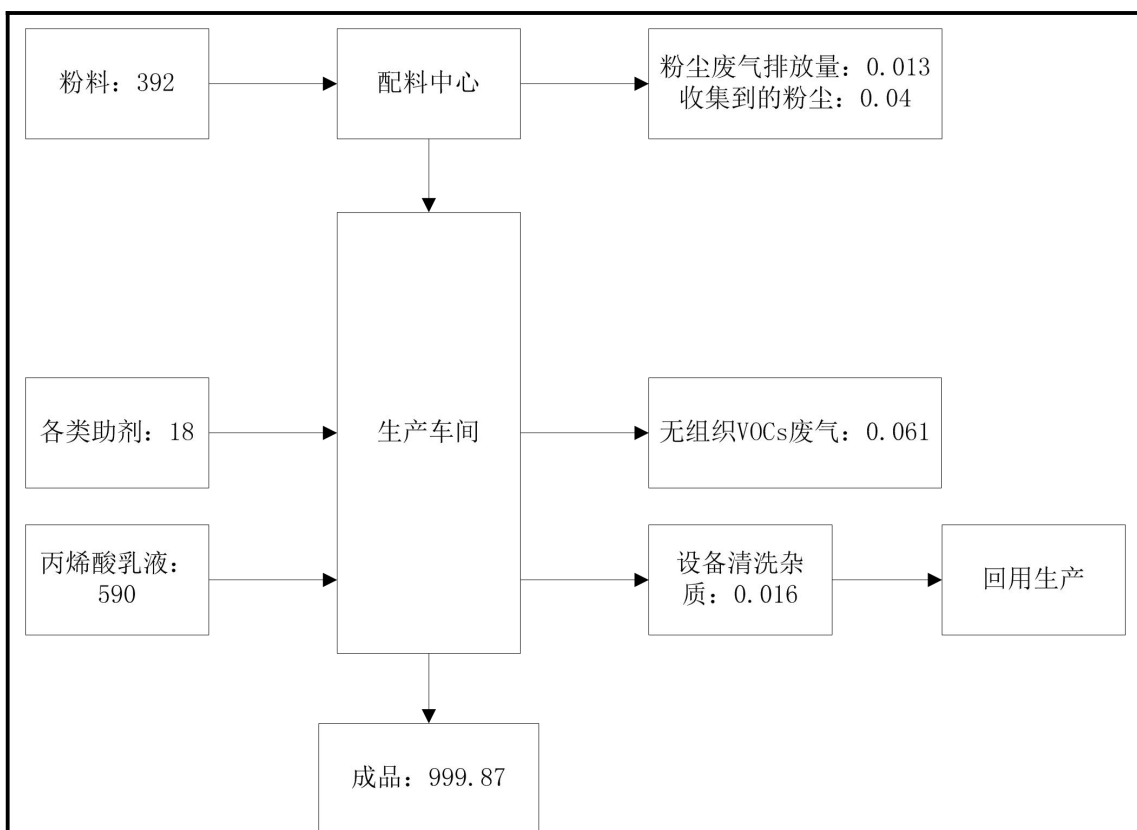 粉料：392
配料中心
粉尘废气排放量：0.013
收集到的粉尘：0.04
各类助剂：18
生产车间
无组织VOCs废气：0.061
丙烯酸乳液：
590
设备清洗杂
质：0.016
回用生产
成品：999.87